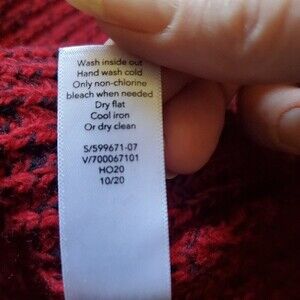 Wash inside out
Hand wash cold
Only non-chlorine
bleach when needed
Dry flat
Cool iron
Or dry clean
S/599671-07
V/700067101
HO20
10/20